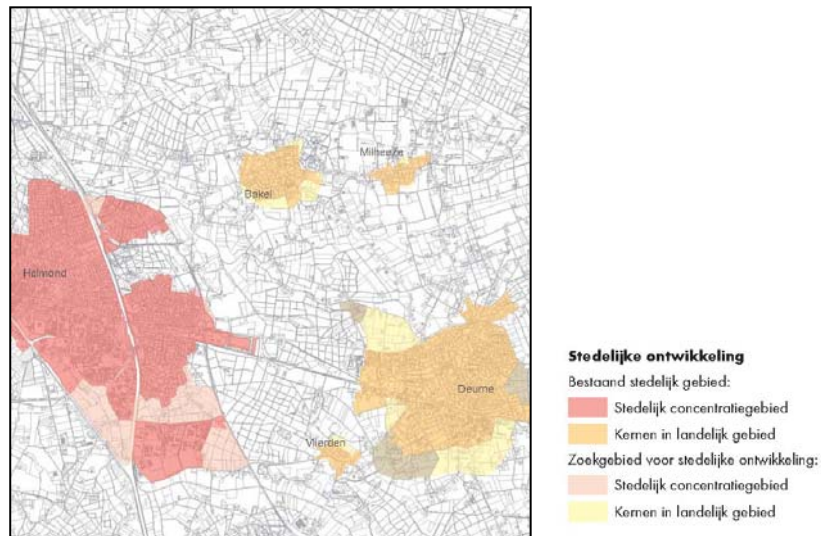 Milheeze
Bakel
Helmond
Deurne
Vlierden
Stedelijke ontwikkeling
Bestaand stedelijk gebied:
Stedelijk concentratiegebied
Kernen in landelijk gebied
Zoekgebied voor stedelijke ontwikkeling:
Stedelijk concentratiegebied
Kernen in landelijk gebied